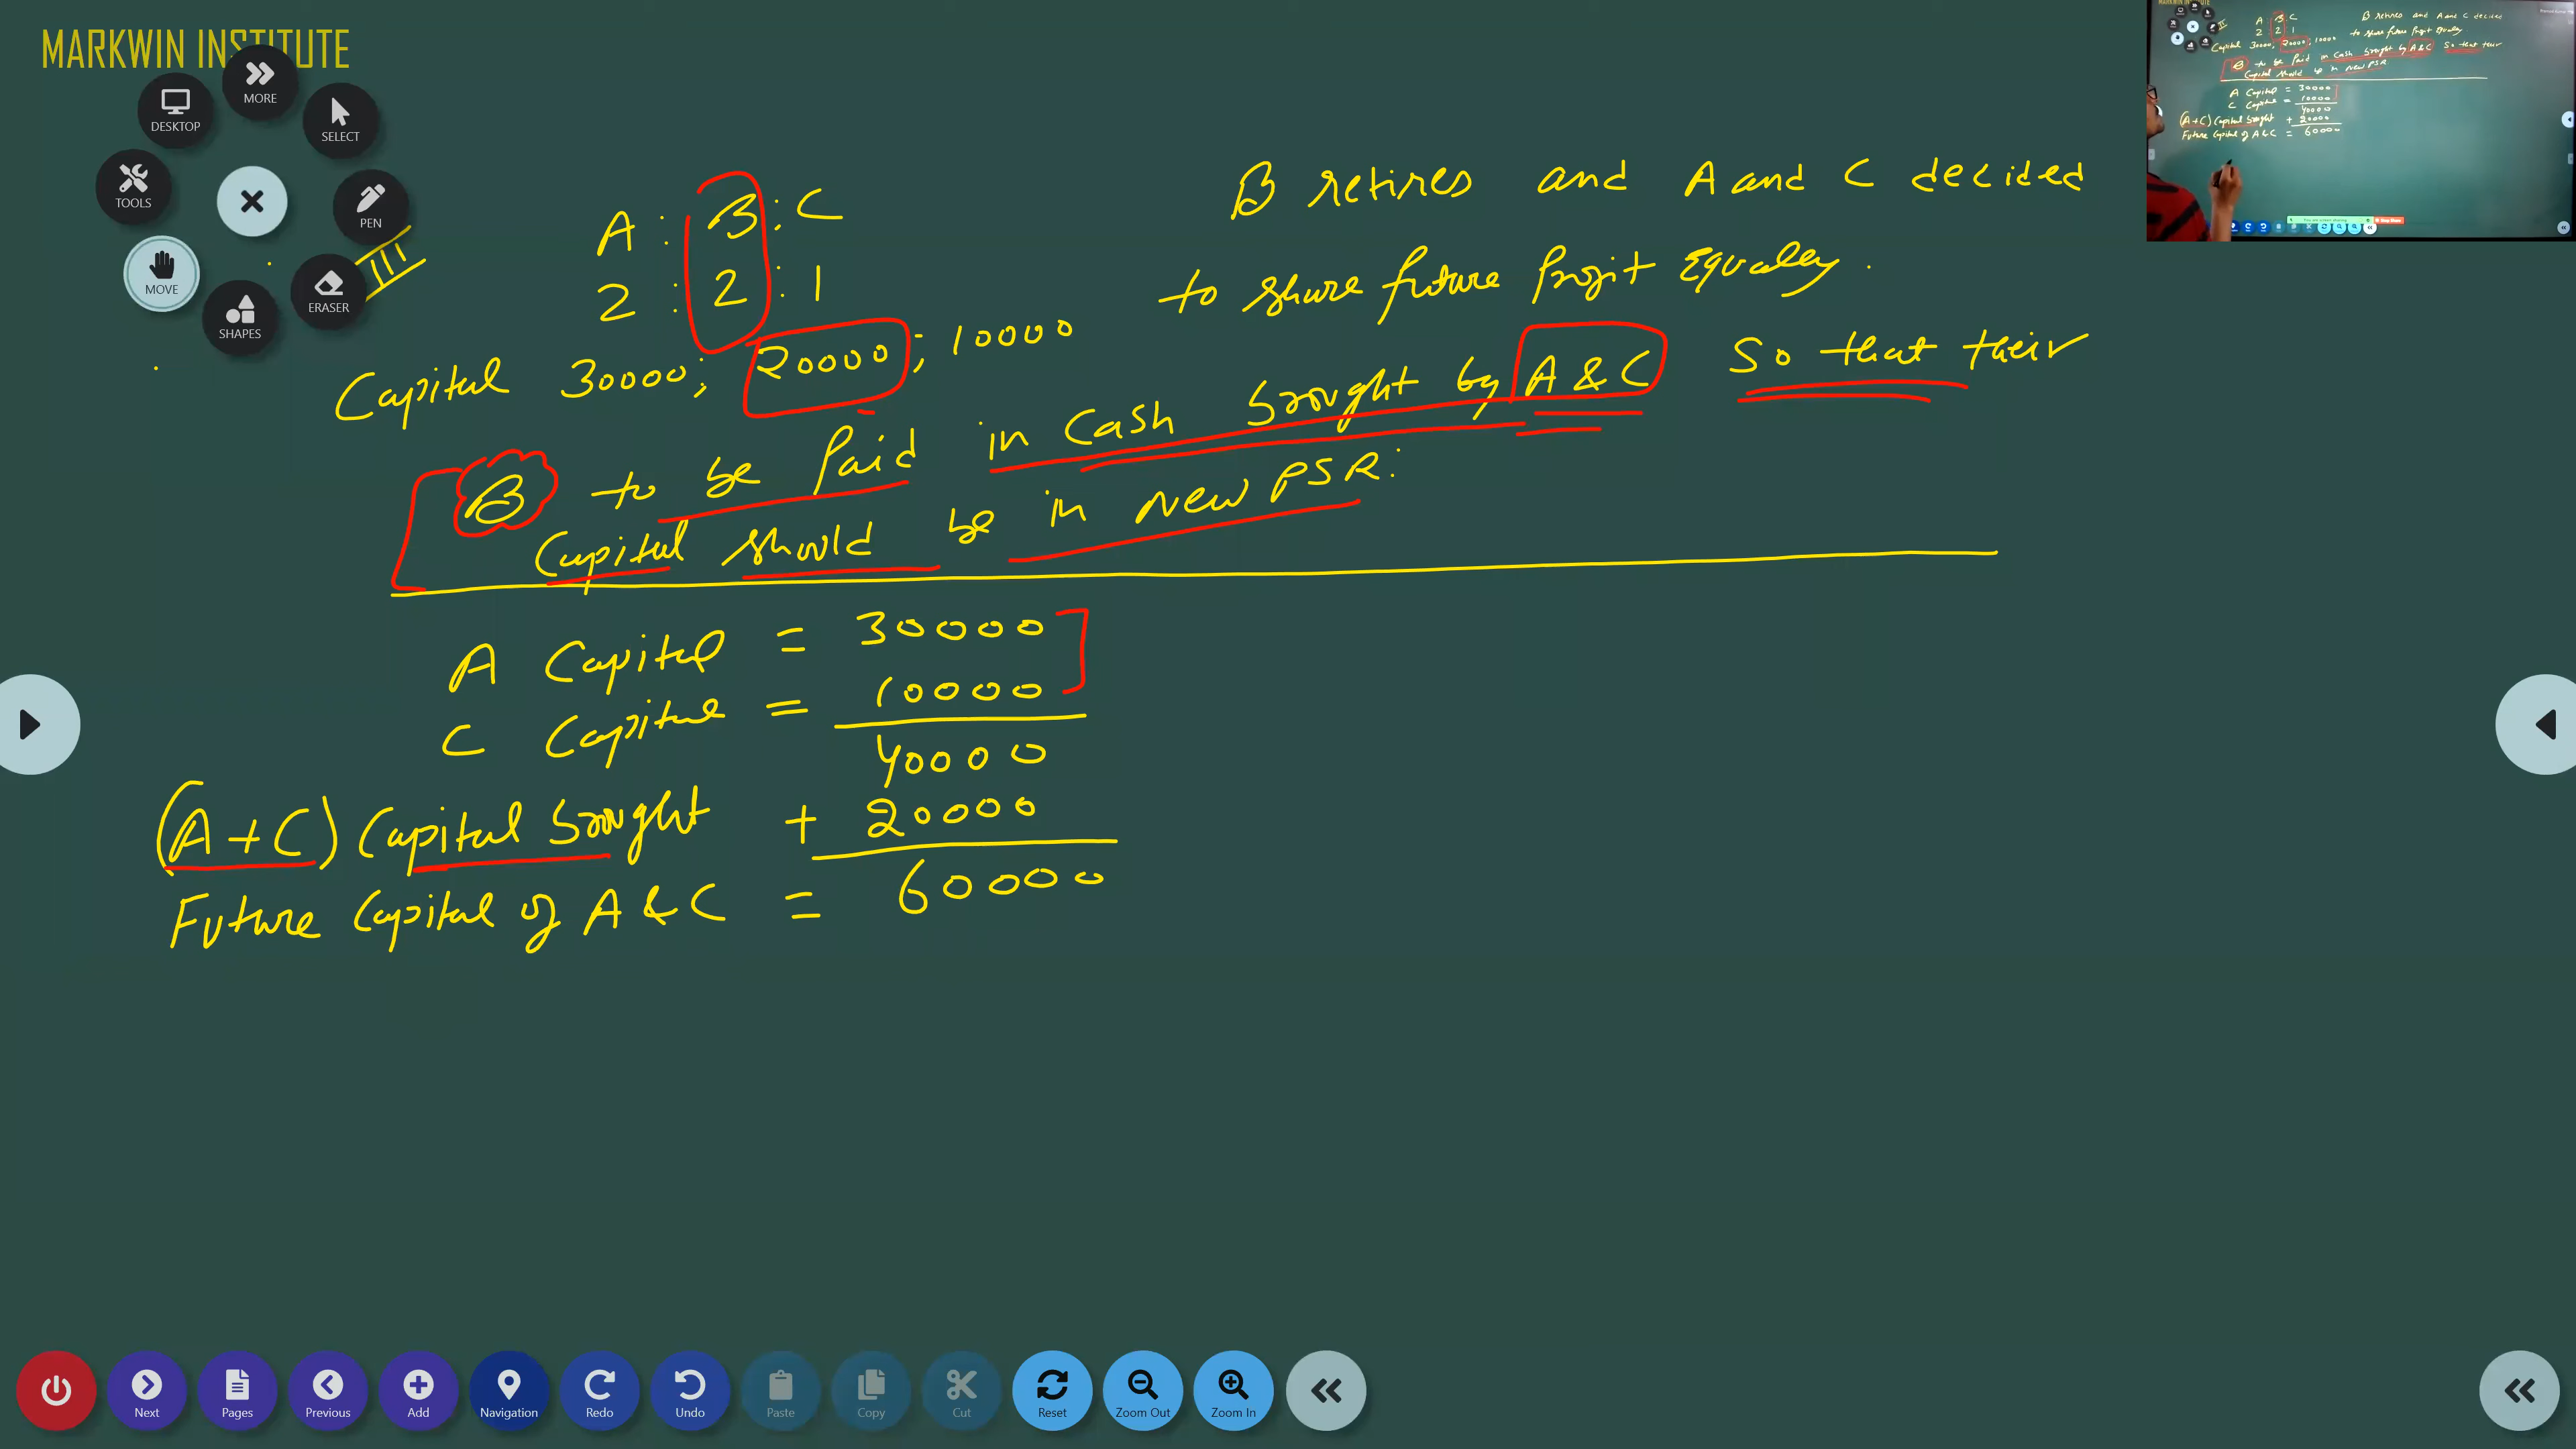 MARKWIN INSTITUTE
MORE
DESKTOP
SELECT
TOOLS
PEN
MOVE
ERASER
SHAPES
III
A : B : C
2 : 2 : 1
Capital 30000; 20000; 10000
B retires and A and C decided
to share future Profit Equaley.
B to be Paid in Cash brought by A & C So that their
Capital should be in New PSR:
A Capital = 30000
C Capital = 10000
40000
(A+C) Capital brought + 20000
Future Capital of A & C = 60000
Next
Pages
Previous
Add
Navigation
Redo
Undo
Paste
Copy
Cut
Reset
Zoom Out
Zoom In